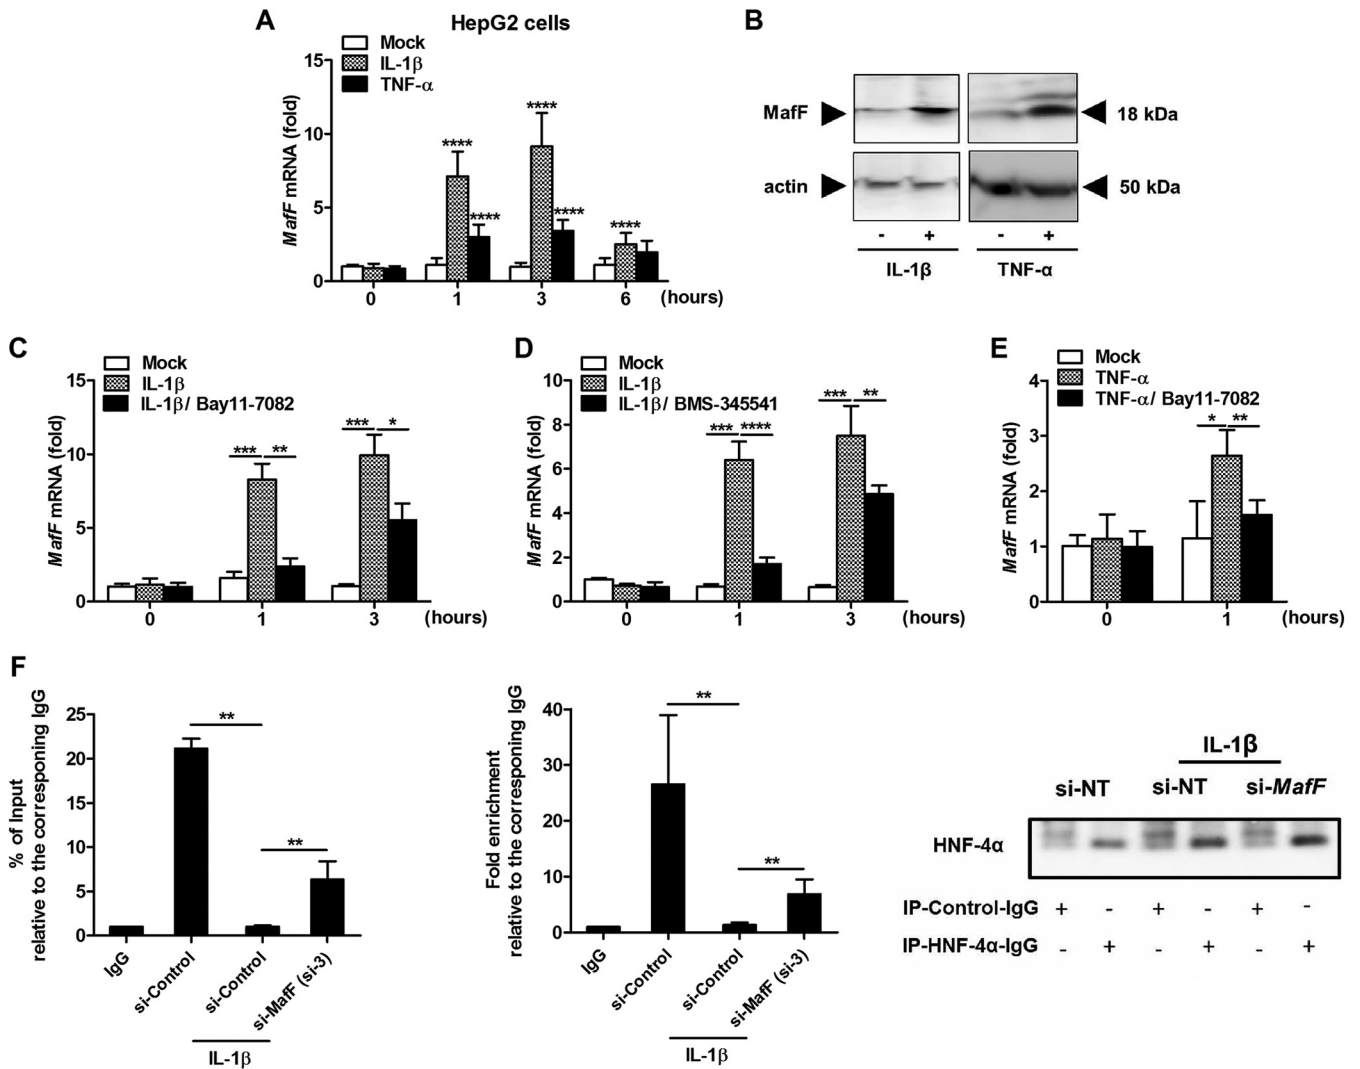 A
HepG2 cells
Mock
IL-1β
TNF-α
MafF mRNA (fold)
15
10
5
0
****
****
****
****
****
0 1 3 6 (hours)
B
MafF 18 kDa
actin 50 kDa
- + - +
IL-1β TNF-α
C
Mock
IL-1β
IL-1β/ Bay11-7082
MafF mRNA (fold)
15
10
5
0
*** **
*** *
0 1 3 (hours)
D
Mock
IL-1β
IL-1β/ BMS-345541
MafF mRNA (fold)
10
8
6
4
2
0
*** ****
*** **
0 1 3 (hours)
E
Mock
TNF-α
TNF-α/ Bay11-7082
MafF mRNA (fold)
4
3
2
1
0
* **
0 1 (hours)
F
% of Input
relative to the corresponing IgG
25
20
15
10
5
0
**
**
IgG
si-Control
si-Control
si-MafF (si-3)
IL-1β
Fold enrichment
relative to the corresponing IgG
40
30
20
10
0
**
**
IgG
si-Control
si-Control
si-MafF (si-3)
IL-1β
IL-1β
si-NT si-NT si-MafF
HNF-4α
IP-Control-IgG + - + - + -
IP-HNF-4α-IgG - + - + - +